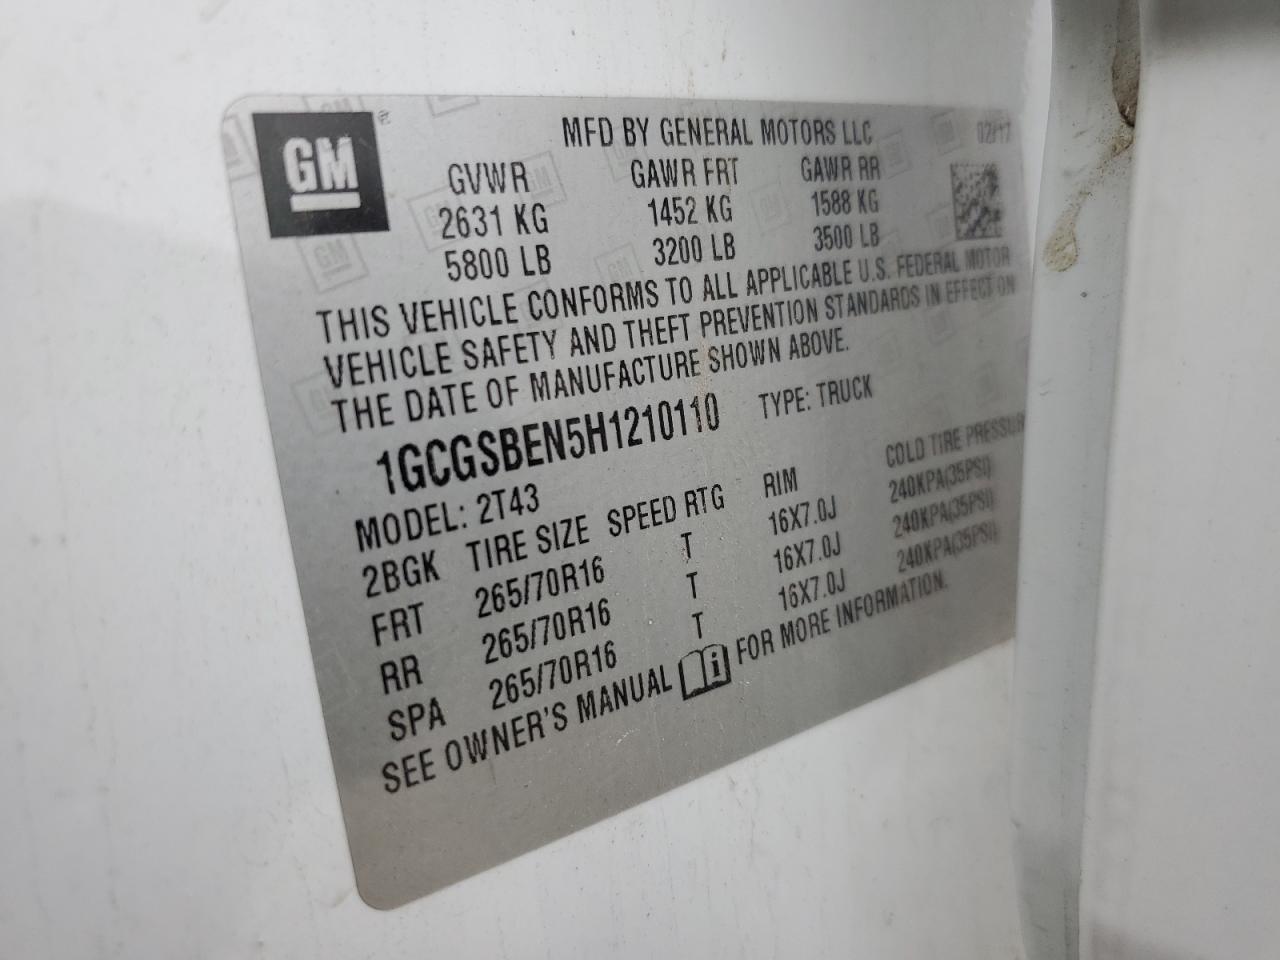 GM
MFD BY GENERAL MOTORS LLC 02/17
GVWR GAWR FRT GAWR RR
2631 KG 1452 KG 1588 KG
5800 LB 3200 LB 3500 LB
THIS VEHICLE CONFORMS TO ALL APPLICABLE U.S. FEDERAL MOTOR
VEHICLE SAFETY AND THEFT PREVENTION STANDARDS IN EFFECT ON
THE DATE OF MANUFACTURE SHOWN ABOVE.
1GCGSBEN5H1210110 TYPE: TRUCK
MODEL: 2T43
2BGK TIRE SIZE SPEED RTG RIM COLD TIRE PRESSUR
FRT 265/70R16 T 16X7.0J 240KPA(35PSI)
RR 265/70R16 T 16X7.0J 240KPA(35PSI)
SPA 265/70R16 T 16X7.0J 240KPA(35PSI)
SEE OWNER'S MANUAL FOR MORE INFORMATION.